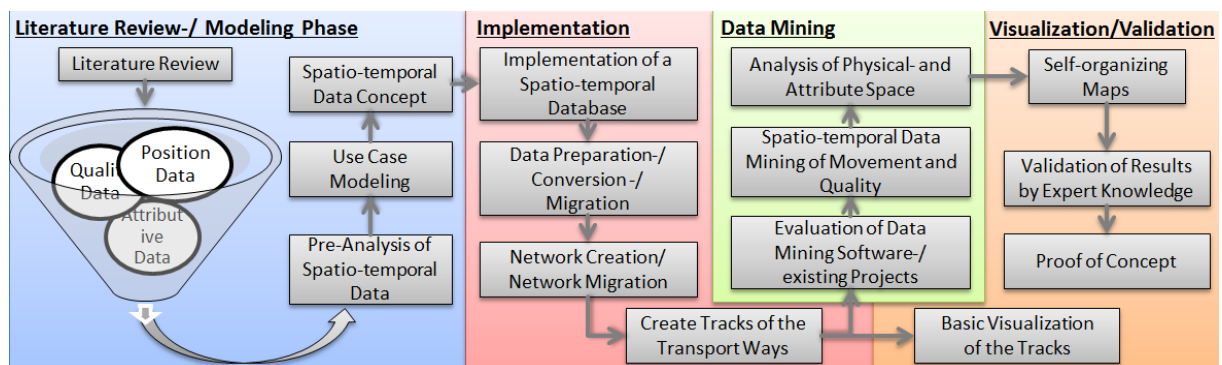 Literature Review-/ Modeling Phase
Literature Review
Position
Data
Quali
Data
Attribut
ive
Data
Spatio-temporal
Data Concept
Use Case
Modeling
Pre-Analysis of
Spatio-temporal
Data
Implementation
Implementation of a
Spatio-temporal
Database
Data Preparation-/
Conversion -/
Migration
Network Creation/
Network Migration
Create Tracks of the
Transport Ways
Data Mining
Analysis of Physical- and
Attribute Space
Spatio-temporal Data
Mining of Movement and
Quality
Evaluation of Data
Mining Software-/
existing Projects
Visualization/Validation
Self-organizing
Maps
Validation of Results
by Expert Knowledge
Proof of Concept
Basic Visualization
of the Tracks